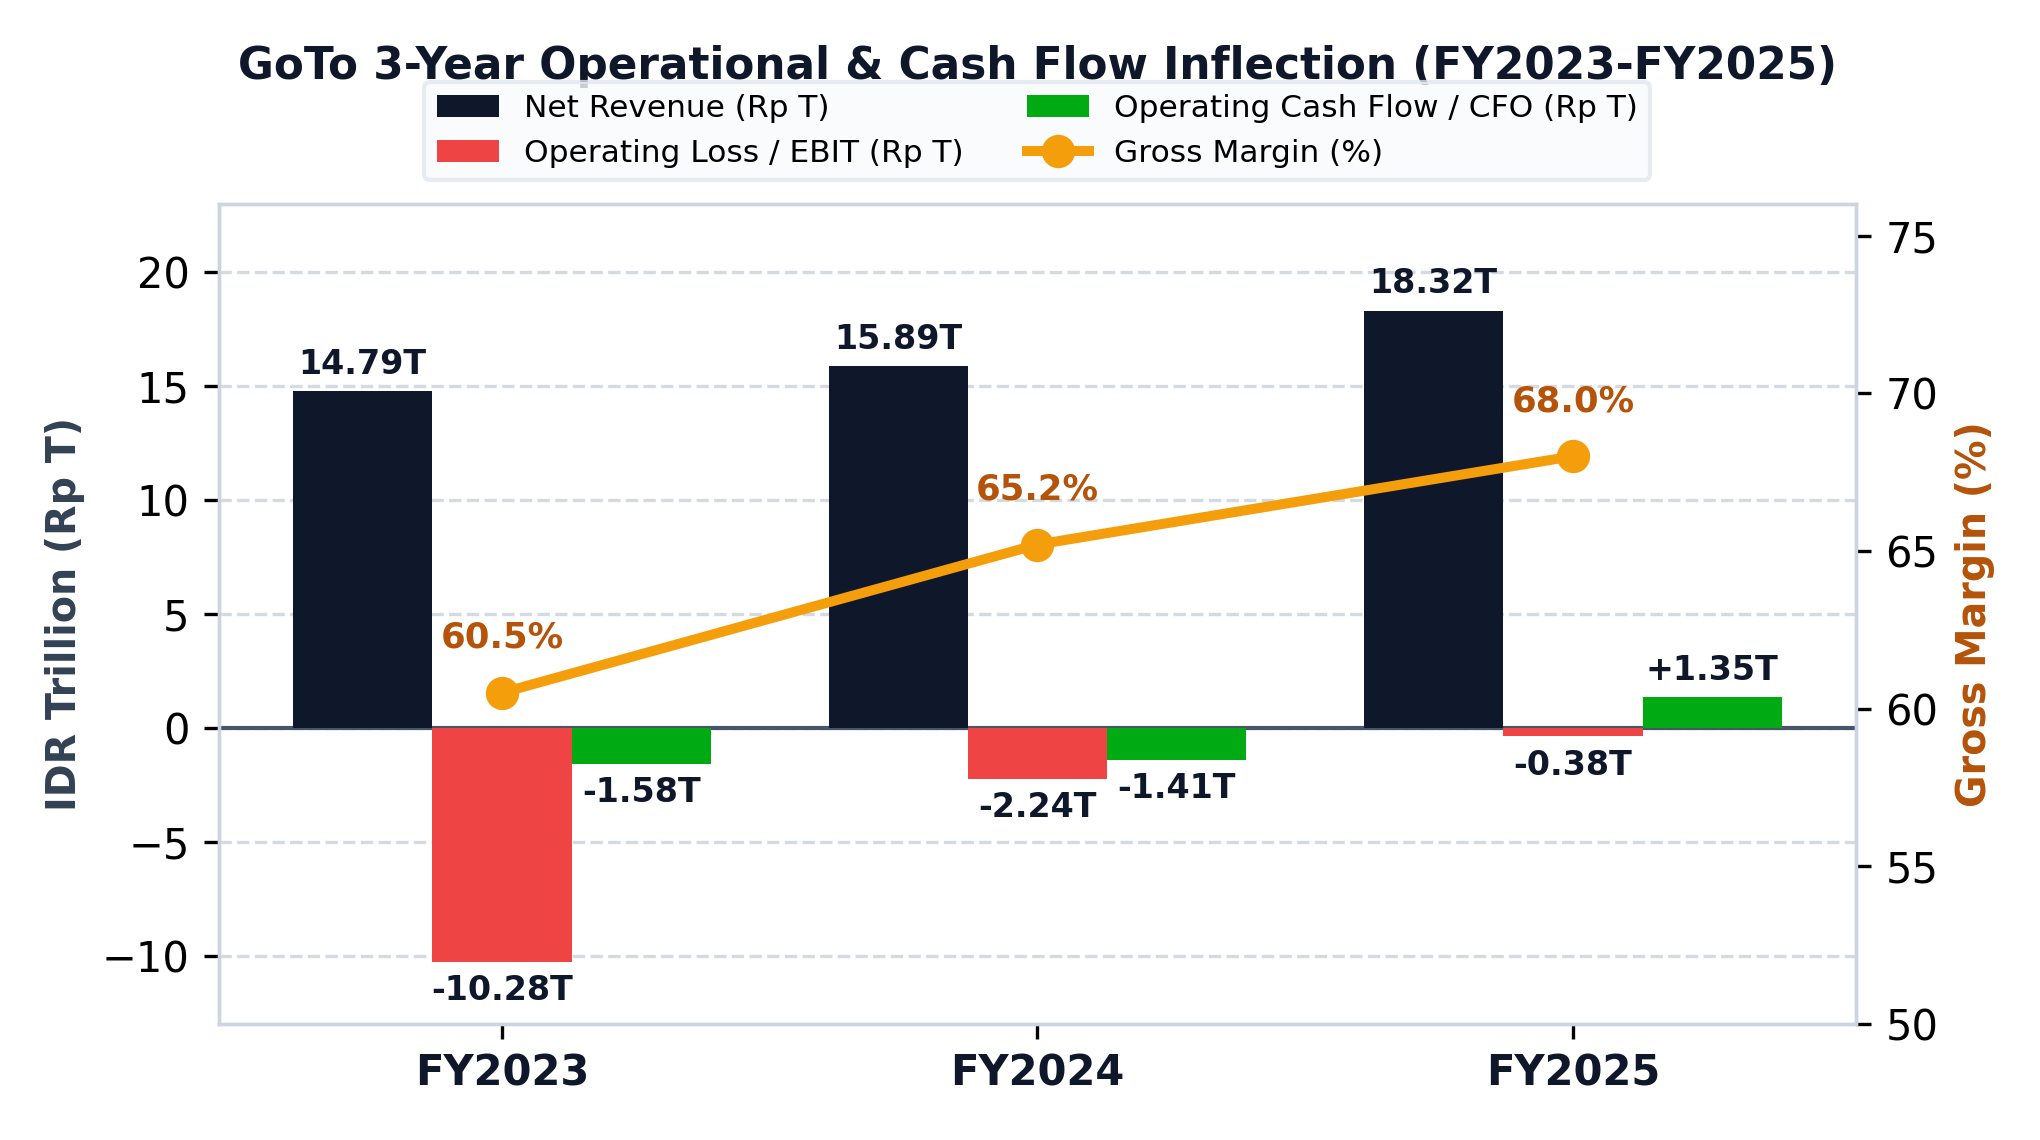 GoTo 3-Year Operational & Cash Flow Inflection (FY2023-FY2025)
Net Revenue (Rp T)
Operating Loss / EBIT (Rp T)
Operating Cash Flow / CFO (Rp T)
Gross Margin (%)
IDR Trillion (Rp T)
20
15
10
5
0
−5
−10
14.79T
60.5%
-10.28T
-1.58T
15.89T
65.2%
-2.24T
-1.41T
18.32T
68.0%
-0.38T
+1.35T
75
70
65
60
55
50
Gross Margin (%)
FY2023
FY2024
FY2025